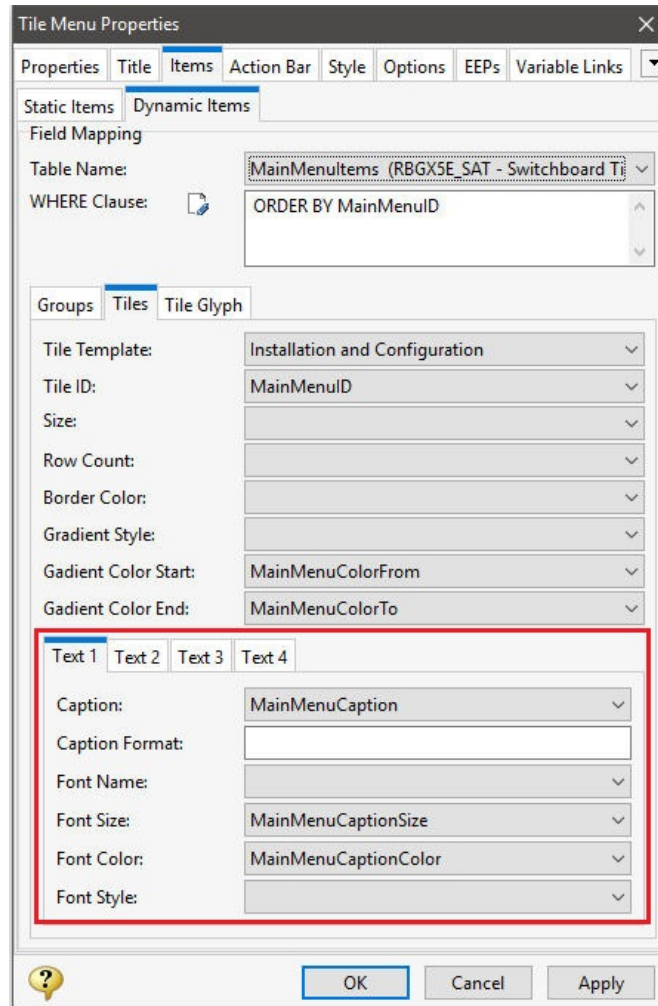 Tile Menu Properties
Properties Title Items Action Bar Style Options EEPs Variable Links
Static Items Dynamic Items
Field Mapping
Table Name: MainMenuItems (RBGX5E_SAT - Switchboard Ti
WHERE Clause: ORDER BY MainMenuID
Groups Tiles Tile Glyph
Tile Template: Installation and Configuration
Tile ID: MainMenuID
Size:
Row Count:
Border Color:
Gradient Style:
Gadient Color Start: MainMenuColorFrom
Gadient Color End: MainMenuColorTo
Text 1 Text 2 Text 3 Text 4
Caption: MainMenuCaption
Caption Format:
Font Name:
Font Size: MainMenuCaptionSize
Font Color: MainMenuCaptionColor
Font Style:
? OK Cancel Apply